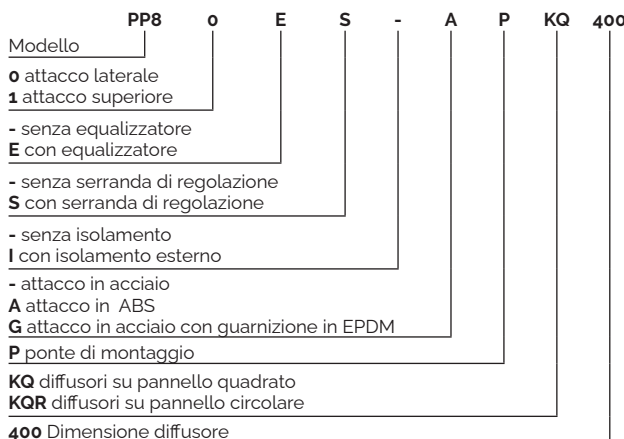 PP8 0 E S - A P KQ 400
Modello
0 attacco laterale
1 attacco superiore
- senza equalizzatore
E con equalizzatore
- senza serranda di regolazione
S con serranda di regolazione
- senza isolamento
I con isolamento esterno
- attacco in acciaio
A attacco in ABS
G attacco in acciaio con guarnizione in EPDM
P ponte di montaggio
KQ diffusori su pannello quadrato
KQR diffusori su pannello circolare
400 Dimensione diffusore